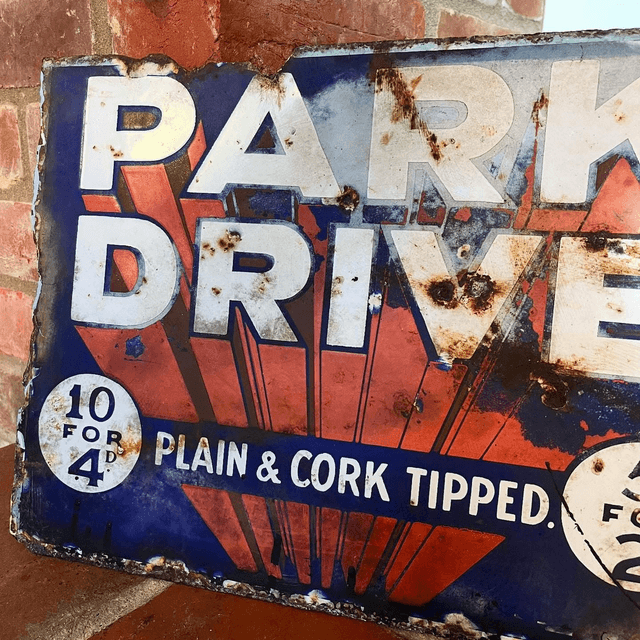 PARK
DRIVE
10
FOR
4D
PLAIN & CORK TIPPED.